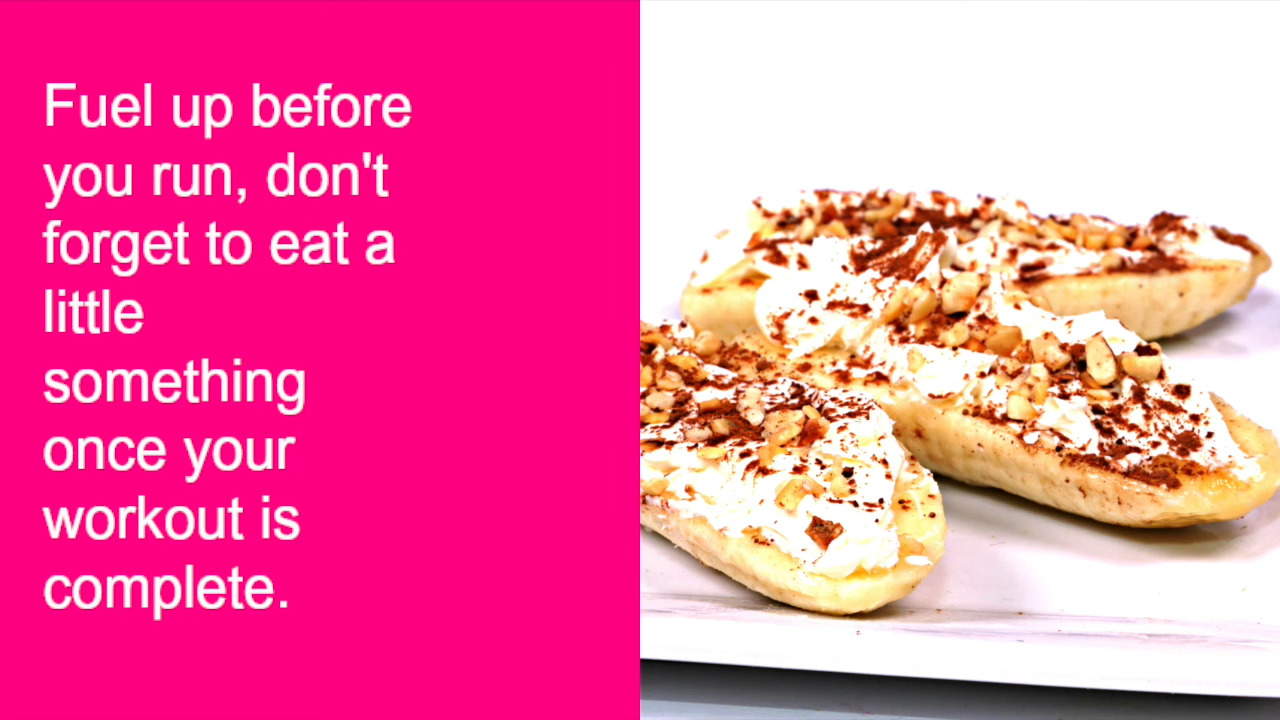 Fuel up before
you run, don't
forget to eat a
little
something
once your
workout is
complete.